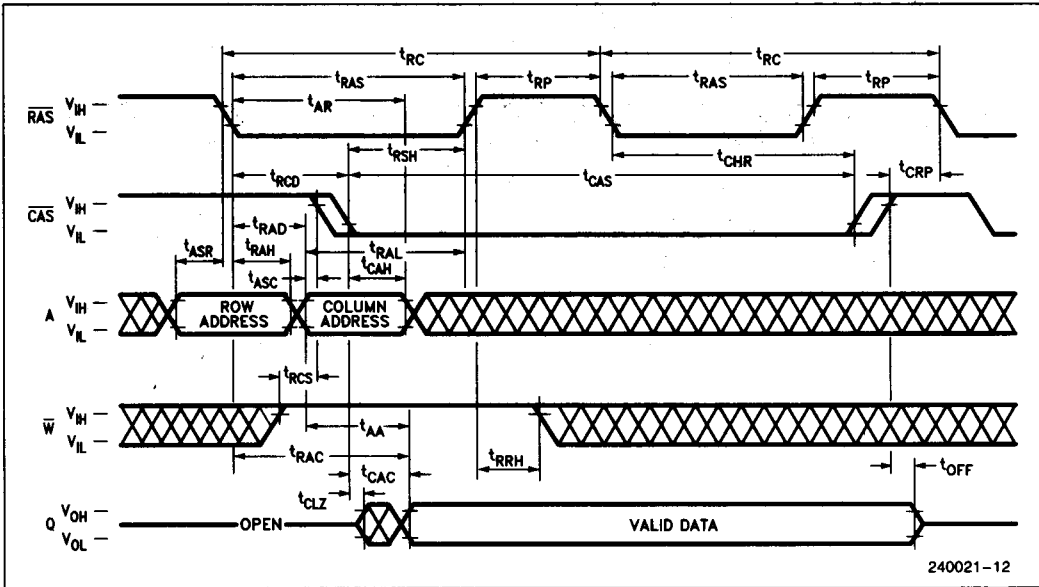 tRC tRC
tRAS tRP tRAS tRP
tAR
RAS VIH
VIL
tRSH tCHR
tRCD tCAS tCRP
CAS VIH
VIL
tRAD
tASR tRAH tRAL
tASC tCAH
A VIH
VIL
ROW ADDRESS
COLUMN ADDRESS
tRCS
W VIH
VIL
tAA
tRAC tRRH tOFF
tCAC
tCLZ
Q VOH
VOL
OPEN VALID DATA
240021-12